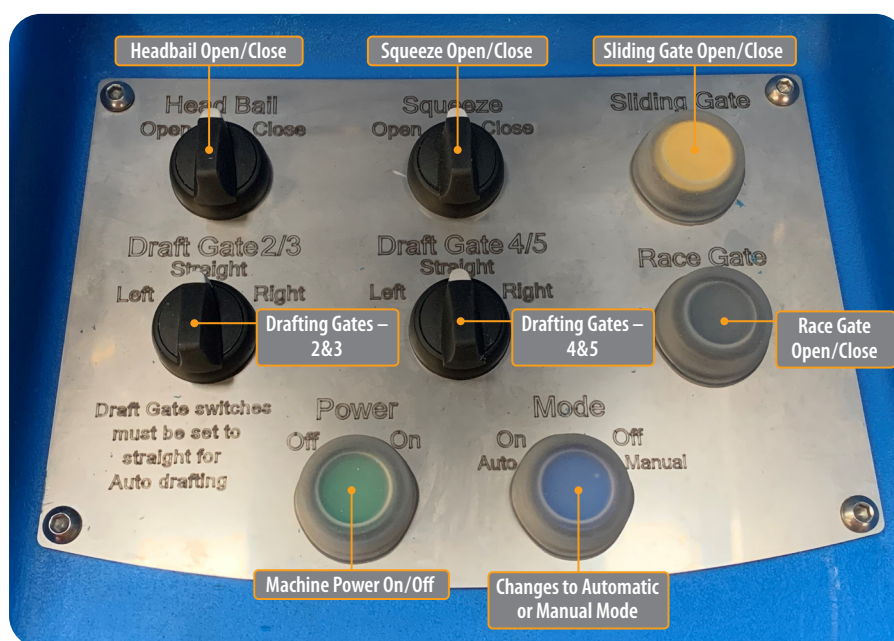 Headbail Open/Close
Squeeze Open/Close
Sliding Gate Open/Close
Head Bail
Open Close
Squeeze
Open Close
Sliding Gate
Draft Gate 2/3
Straight
Left Right
Draft Gate 4/5
Straight
Left Right
Race Gate
Drafting Gates –
2&3
Drafting Gates –
4&5
Race Gate
Open/Close
Draft Gate switches
must be set to
straight for
Auto drafting
Power
Off On
Mode
On Off
Auto Manual
Machine Power On/Off
Changes to Automatic
or Manual Mode